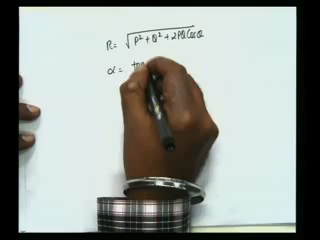 R = √P² + Q² + 2PQ Cos θ
α = tan